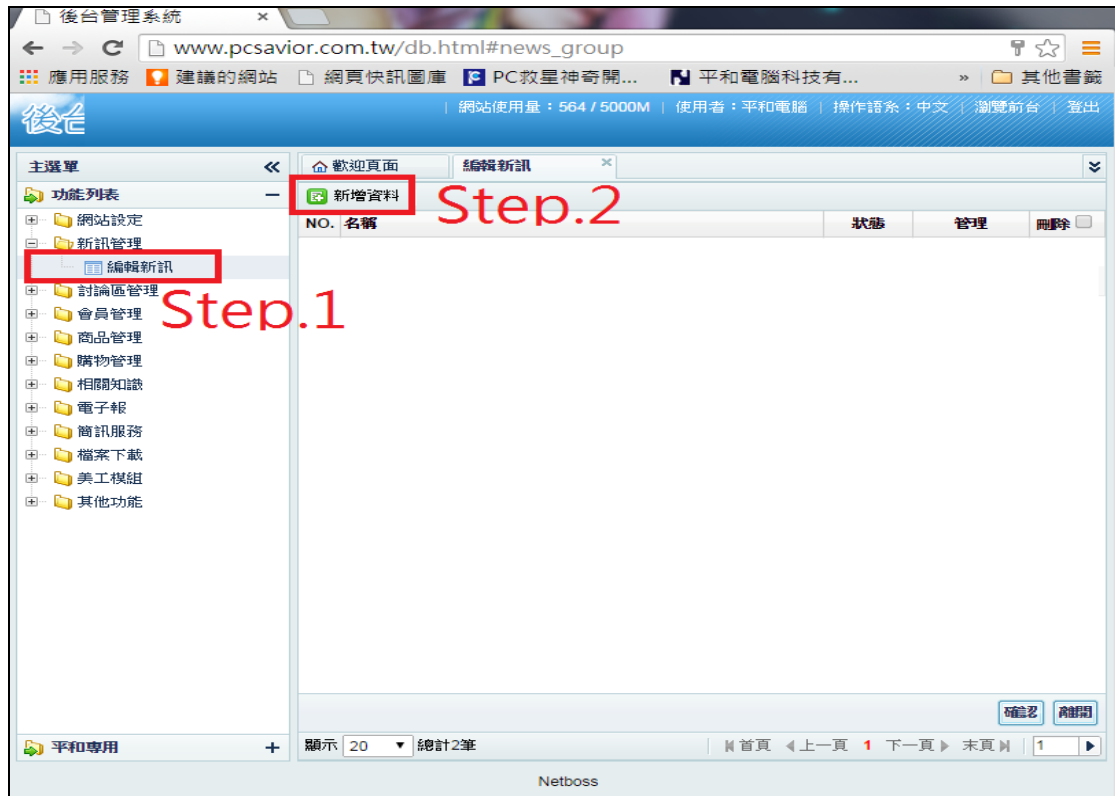 後台管理系統 ×
www.pcsavior.com.tw/db.html#news_group
應用服務 建議的網站 網頁快訊圖庫 PC救星神奇開... 平和電腦科技有... » 其他書籤
後台
| 網站使用量：564 / 5000M | 使用者：平和電腦 | 操作語系：中文 | 瀏覽前台 | 登出
主選單
歡迎頁面 編輯新訊 ×
功能列表
新增資料
Step.2
NO. 名稱 狀態 管理 刪除
網站設定
新訊管理
編輯新訊
Step.1
討論區管理
會員管理
商品管理
購物管理
相關知識
電子報
簡訊服務
檔案下載
美工模組
其他功能
確認 離開
平和專用
顯示 20 總計2筆 首頁 上一頁 1 下一頁 末頁 1
Netboss